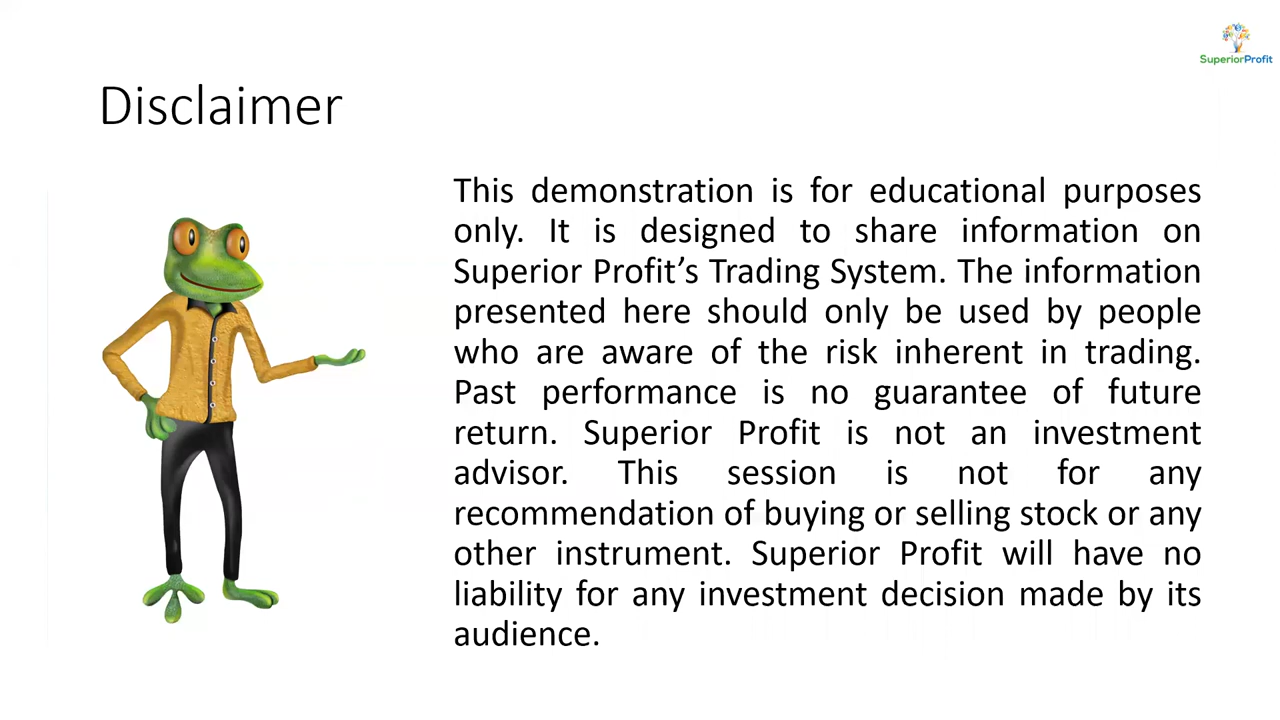 SuperiorProfit
Disclaimer
This demonstration is for educational purposes
only. It is designed to share information on
Superior Profit’s Trading System. The information
presented here should only be used by people
who are aware of the risk inherent in trading.
Past performance is no guarantee of future
return. Superior Profit is not an investment
advisor. This session is not for any
recommendation of buying or selling stock or any
other instrument. Superior Profit will have no
liability for any investment decision made by its
audience.